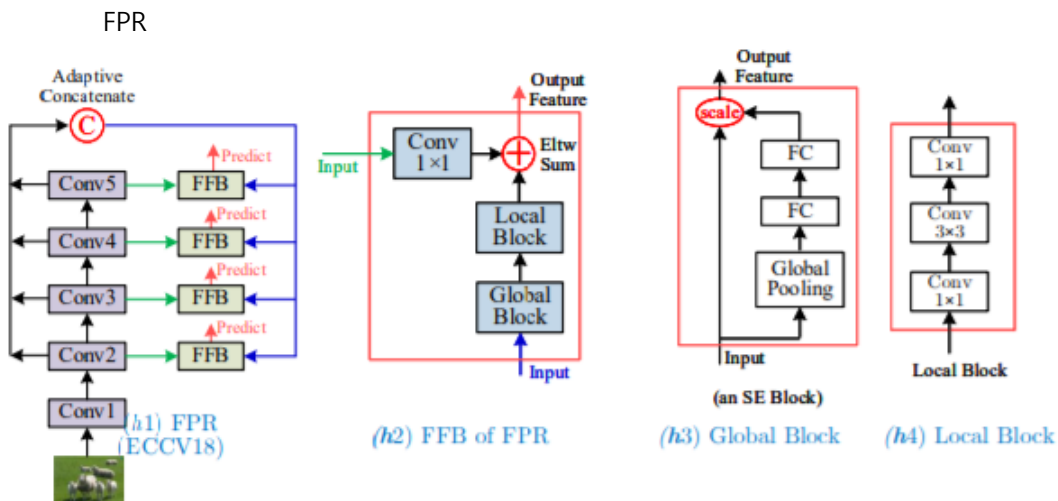 FPR
Adaptive
Concatenate
C
Predict
Conv5
FFB
Predict
Conv4
FFB
Predict
Conv3
FFB
Predict
Conv2
FFB
Conv1
(h1) FPR
(ECCV18)
Output
Feature
Input
Conv
1×1
+
Eltw
Sum
Local
Block
Global
Block
Input
(h2) FFB of FPR
Output
Feature
scale
FC
FC
Global
Pooling
Input
(an SE Block)
(h3) Global Block
Conv
1×1
Conv
3×3
Conv
1×1
Local Block
(h4) Local Block